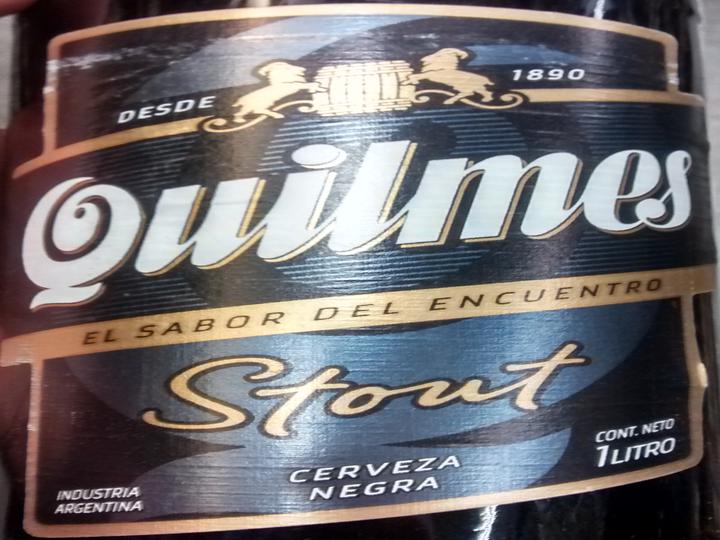 DESDE 1890
Quilmes
EL SABOR DEL ENCUENTRO
Stout
CERVEZA
NEGRA
CONT. NETO
1 LITRO
INDUSTRIA
ARGENTINA